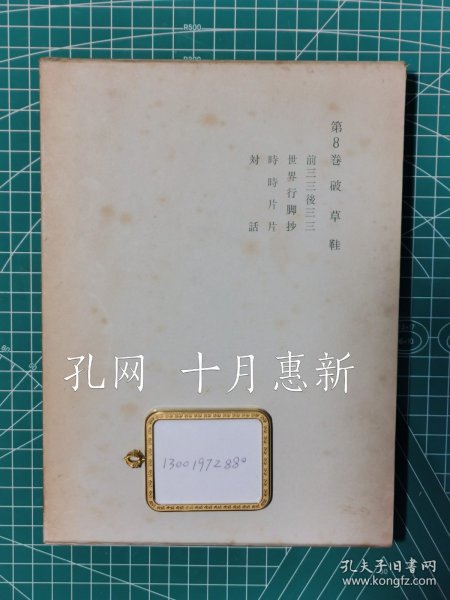 第8巻 破草鞋
前三三後三三
世界行脚抄
時時片片
対話
孔网 十月惠新
13001972880
孔夫子旧书网
www.kongfz.com